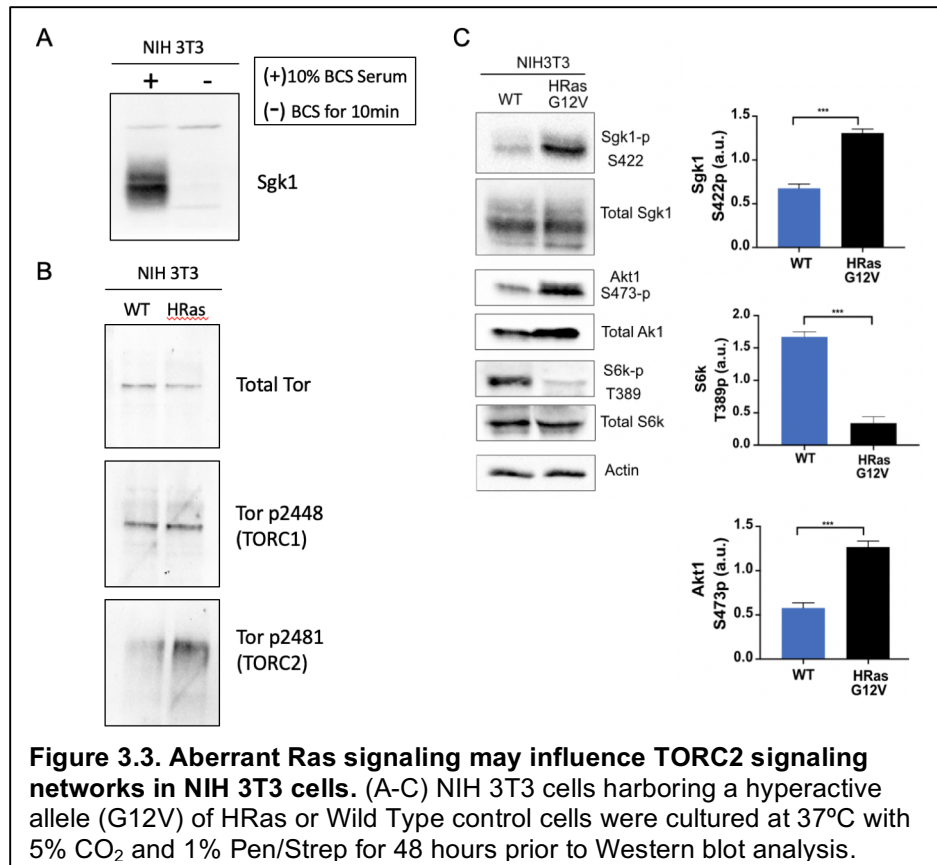 A
NIH 3T3
+ -
(+)10% BCS Serum
(-) BCS for 10min
Sgk1
B
NIH 3T3
WT HRas
Total Tor
Tor p2448
(TORC1)
Tor p2481
(TORC2)
C
NIH3T3
WT HRas
G12V
Sgk1-p
S422
Total Sgk1
Akt1
S473-p
Total Ak1
S6k-p
T389
Total S6k
Actin
Sgk1
S422p (a.u.)
1.5
1.0
0.5
0.0
***
WT HRas
G12V
S6k
T389p (a.u.)
2.0
1.5
1.0
0.5
0.0
***
WT HRas
G12V
Akt1
S473p (a.u.)
1.5
1.0
0.5
0.0
***
WT HRas
G12V
Figure 3.3. Aberrant Ras signaling may influence TORC2 signaling
networks in NIH 3T3 cells. (A-C) NIH 3T3 cells harboring a hyperactive
allele (G12V) of HRas or Wild Type control cells were cultured at 37ºC with
5% CO₂ and 1% Pen/Strep for 48 hours prior to Western blot analysis.